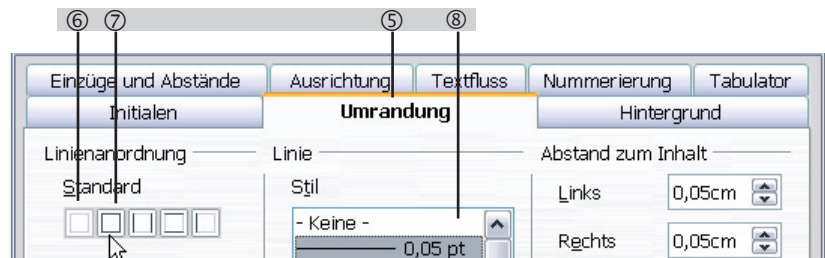 ⑥ ⑦ ⑤ ⑧
Einzüge und Abstände Ausrichtung Textfluss Nummerierung Tabulator
Initialen Umrandung Hintergrund
Linienanordnung Linie Abstand zum Inhalt
Standard Stil Links 0,05cm
- Keine -
0,05 pt Rechts 0,05cm